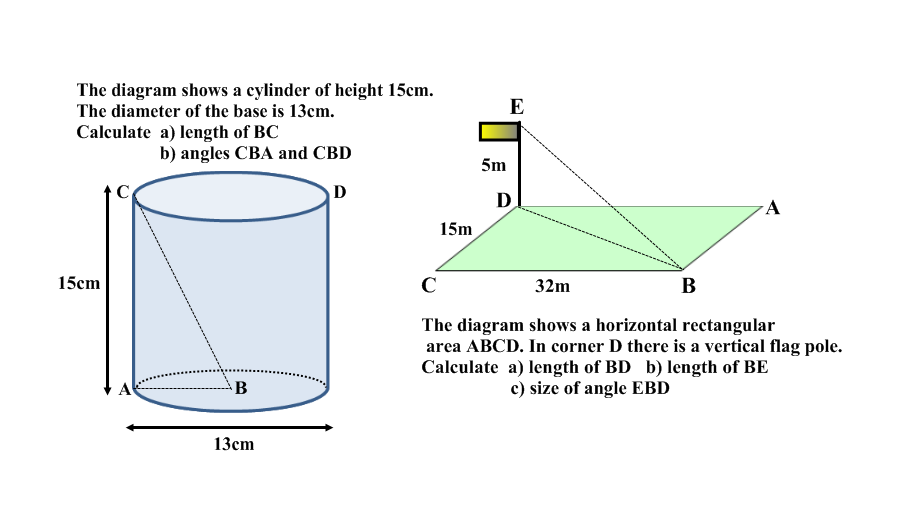 The diagram shows a cylinder of height 15cm.
The diameter of the base is 13cm.
Calculate a) length of BC
b) angles CBA and CBD
C
D
15cm
A
B
13cm
E
5m
D
A
15m
C
32m
B
The diagram shows a horizontal rectangular
area ABCD. In corner D there is a vertical flag pole.
Calculate a) length of BD b) length of BE
c) size of angle EBD